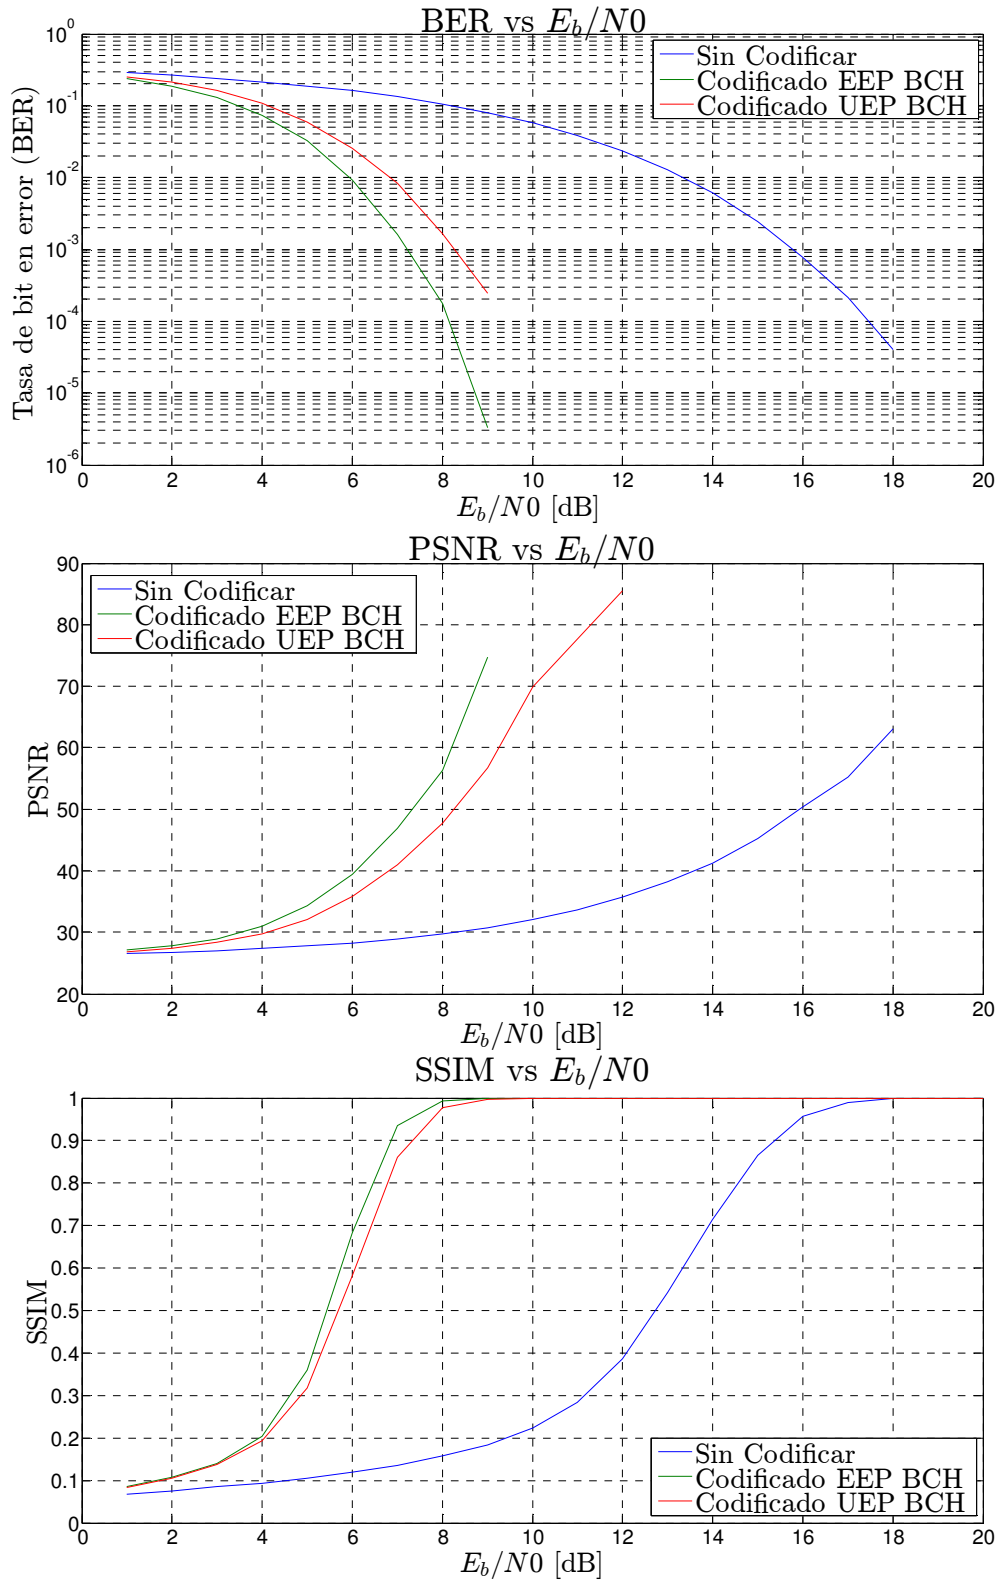 BER vs E_b/N0
10^0
10^-1
10^-2
10^-3
10^-4
10^-5
10^-6
Tasa de bit en error (BER)
Sin Codificar
Codificado EEP BCH
Codificado UEP BCH
0 2 4 6 8 10 12 14 16 18 20
E_b/N0 [dB]
PSNR vs E_b/N0
90
80
70
60
50
40
30
20
PSNR
Sin Codificar
Codificado EEP BCH
Codificado UEP BCH
0 2 4 6 8 10 12 14 16 18 20
E_b/N0 [dB]
SSIM vs E_b/N0
1
0.9
0.8
0.7
0.6
0.5
0.4
0.3
0.2
0.1
0
SSIM
Sin Codificar
Codificado EEP BCH
Codificado UEP BCH
0 2 4 6 8 10 12 14 16 18 20
E_b/N0 [dB]